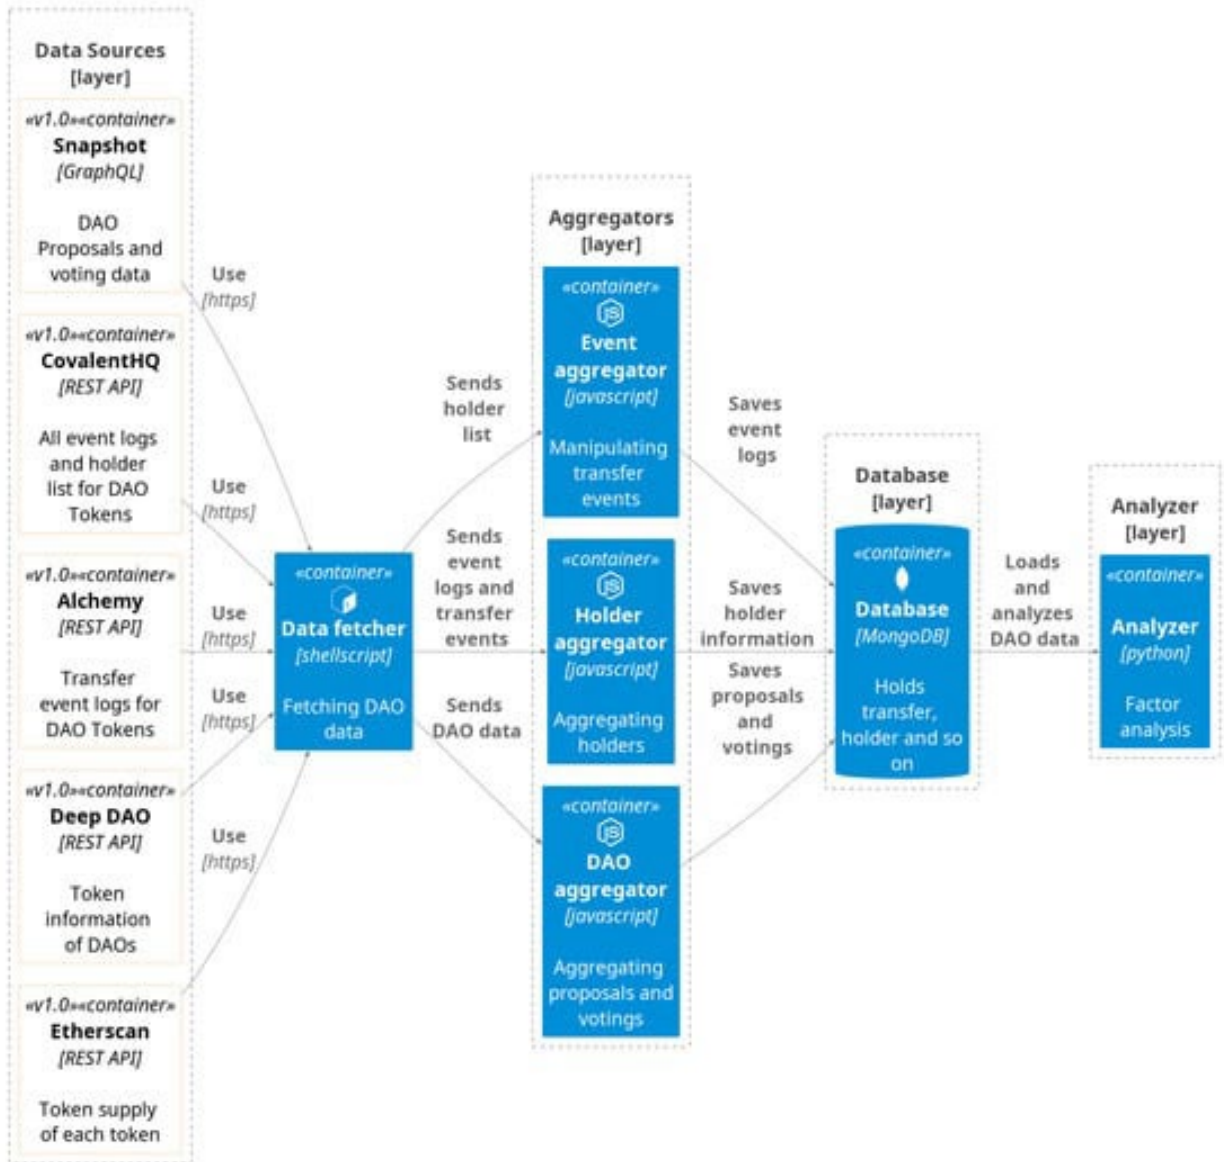 Data Sources
[layer]
«v1.0»«container»
Snapshot
[GraphQL]
DAO
Proposals and
voting data
«v1.0»«container»
CovalentHQ
[REST API]
All event logs
and holder
list for DAO
Tokens
«v1.0»«container»
Alchemy
[REST API]
Transfer
event logs for
DAO Tokens
«v1.0»«container»
Deep DAO
[REST API]
Token
information
of DAOs
«v1.0»«container»
Etherscan
[REST API]
Token supply
of each token
Use
[https]
Use
[https]
Use
[https]
Use
[https]
Use
[https]
«container»
Data fetcher
[shellscript]
Fetching DAO
data
Sends
holder
list
Sends
event
logs and
transfer
events
Sends
DAO data
Aggregators
[layer]
«container»
JS
Event
aggregator
[javascript]
Manipulating
transfer
events
«container»
JS
Holder
aggregator
[javascript]
Aggregating
holders
«container»
JS
DAO
aggregator
[javascript]
Aggregating
proposals and
votings
Saves
event
logs
Saves
holder
information
Saves
proposals
and
votings
Database
[layer]
«container»
Database
[MongoDB]
Holds
transfer,
holder and so
on
Loads
and
analyzes
DAO data
Analyzer
[layer]
«container»
Analyzer
[python]
Factor
analysis